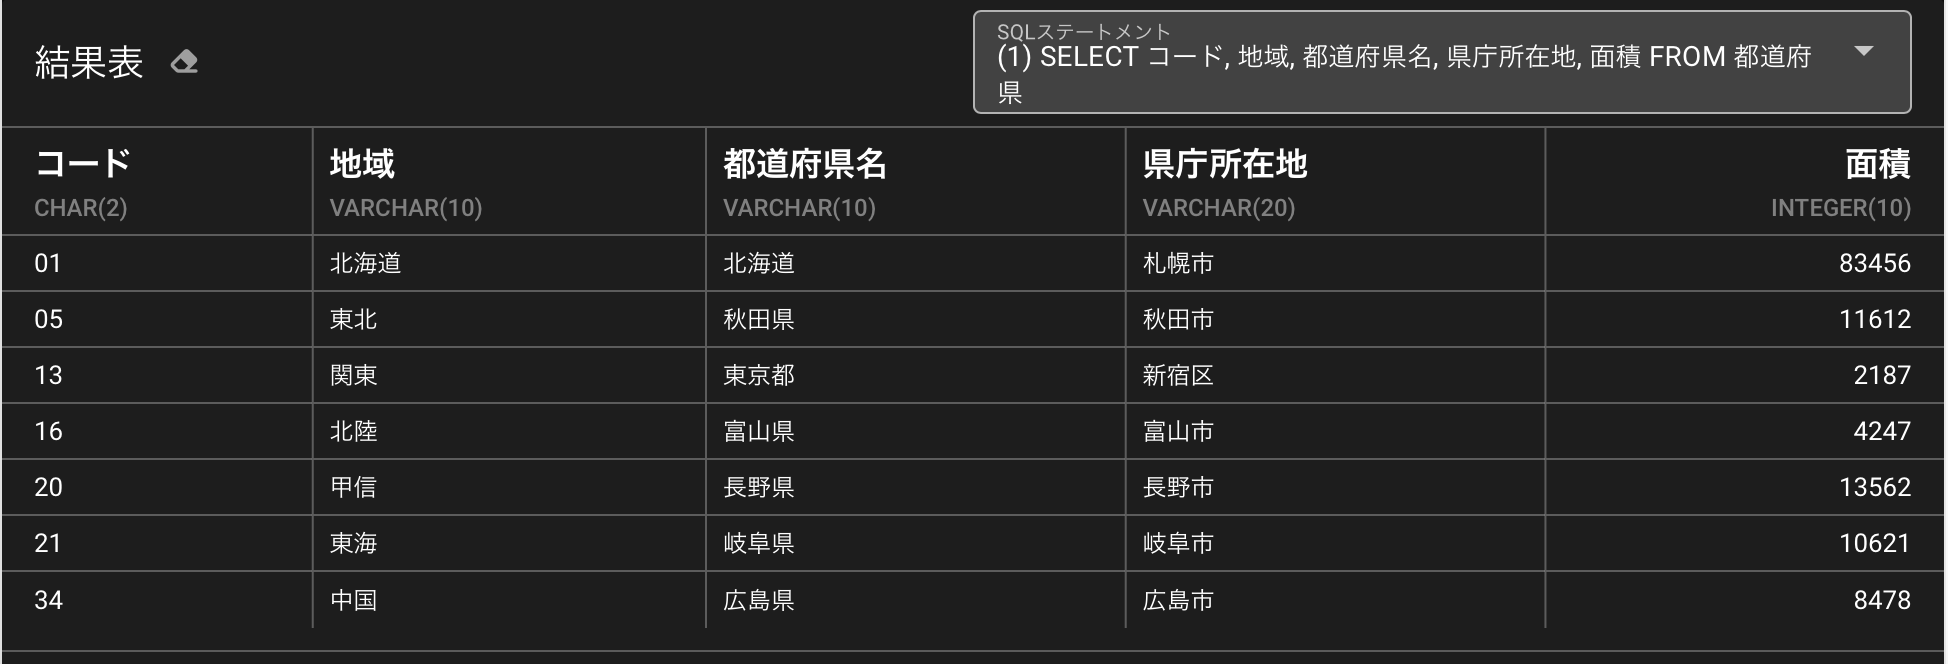 結果表
SQLステートメント
(1) SELECT コード, 地域, 都道府県名, 県庁所在地, 面積 FROM 都道府
県
コード 地域 都道府県名 県庁所在地 面積
CHAR(2) VARCHAR(10) VARCHAR(10) VARCHAR(20) INTEGER(10)
01 北海道 北海道 札幌市 83456
05 東北 秋田県 秋田市 11612
13 関東 東京都 新宿区 2187
16 北陸 富山県 富山市 4247
20 甲信 長野県 長野市 13562
21 東海 岐阜県 岐阜市 10621
34 中国 広島県 広島市 8478